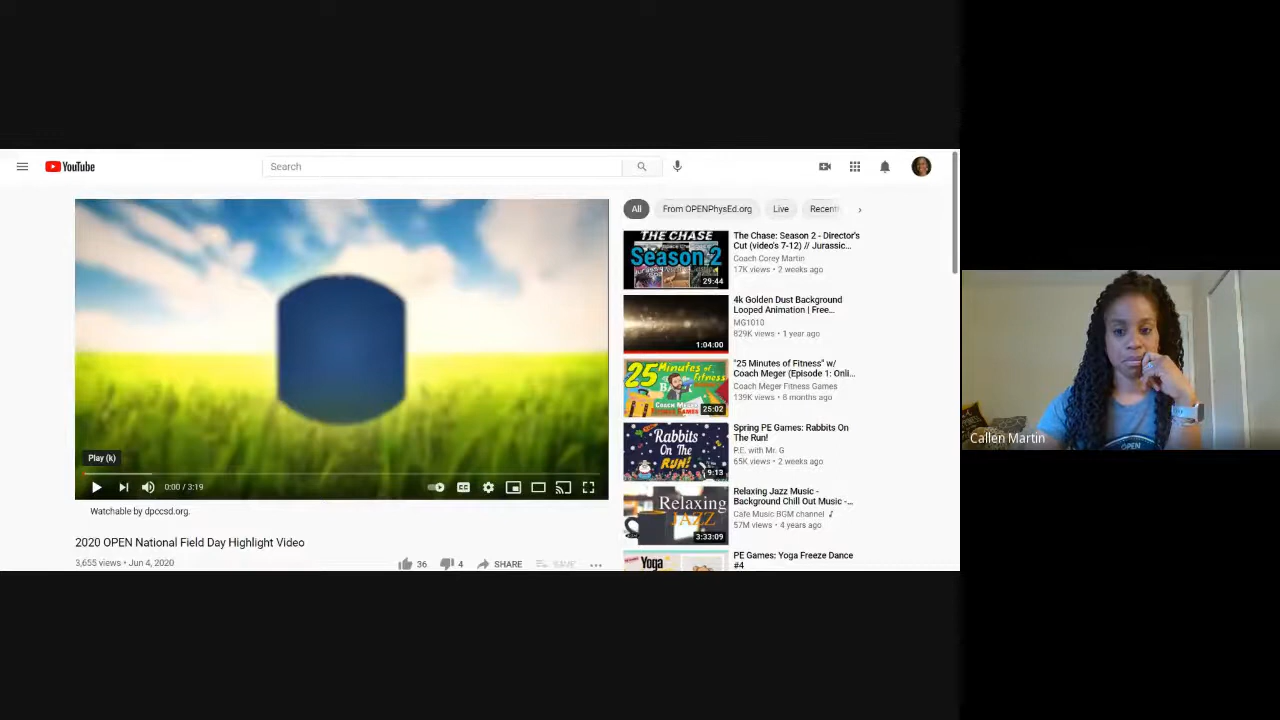 YouTube
Search
Play (k)
0:00 / 3:19
Watchable by dpccsd.org.
2020 OPEN National Field Day Highlight Video
3,655 views • Jun 4, 2020
36
4
SHARE
SAVE
All
From OPENPhysEd.org
Live
Recent
THE CHASE
Season 2
29:44
The Chase: Season 2 - Director's
Cut (video's 7-12) // Jurassic...
Coach Corey Martin
17K views • 2 weeks ago
1:04:00
4k Golden Dust Background
Looped Animation | Free...
MG1010
829K views • 1 year ago
25 Minutes of Fitness
COACH MEGER
FITNESS GAMES
25:02
"25 Minutes of Fitness" w/
Coach Meger (Episode 1: Onli...
Coach Meger Fitness Games
139K views • 8 months ago
Rabbits
ON THE
RUN!
9:13
Spring PE Games: Rabbits On
The Run!
P.E. with Mr. G
65K views • 2 weeks ago
Relaxing
JAZZ
3:33:09
Relaxing Jazz Music -
Background Chill Out Music -...
Cafe Music BGM channel
57M views • 4 years ago
Yoga
PE Games: Yoga Freeze Dance
#4
Callen Martin
OPEN